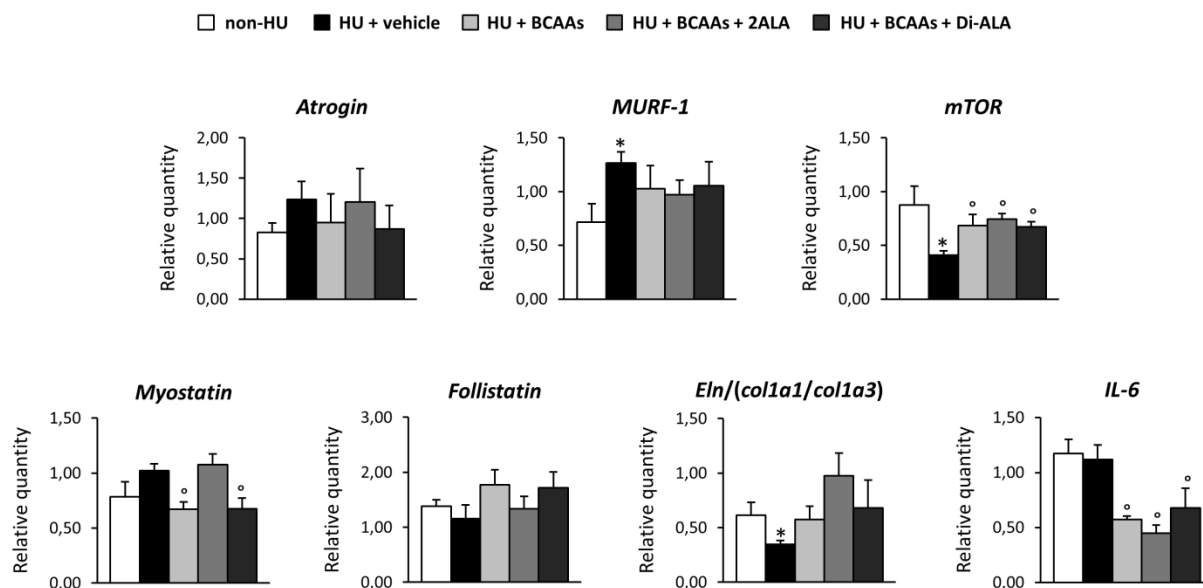 non-HU HU + vehicle HU + BCAAs HU + BCAAs + 2ALA HU + BCAAs + Di-ALA
Atrogin
Relative quantity
2,00
1,50
1,00
0,50
0,00
MURF-1
Relative quantity
1,50
1,00
0,50
0,00
*
mTOR
Relative quantity
1,50
1,00
0,50
0,00
* ° ° °
Myostatin
Relative quantity
1,50
1,00
0,50
0,00
° °
Follistatin
Relative quantity
3,00
2,00
1,00
0,00
Eln/(col1a1/col1a3)
Relative quantity
1,50
1,00
0,50
0,00
*
IL-6
Relative quantity
1,50
1,00
0,50
0,00
° ° °